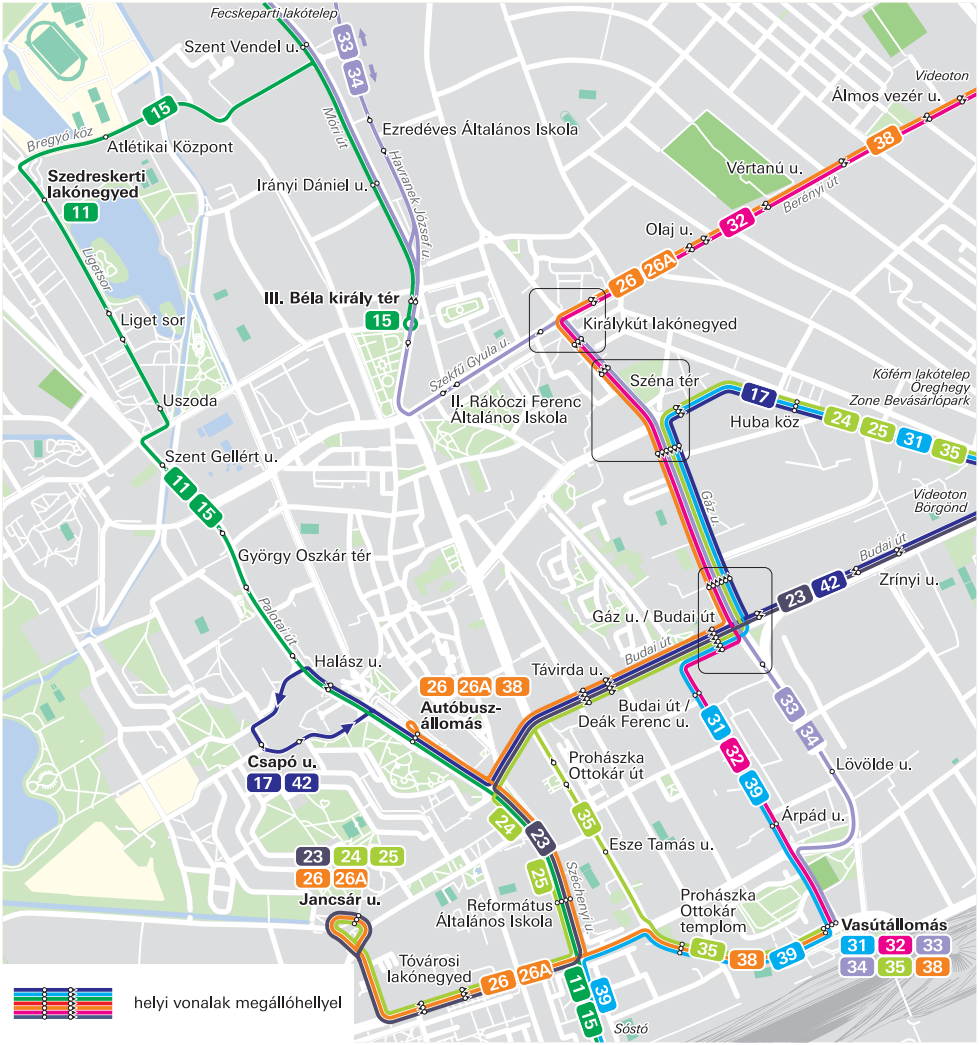 Fecskeparti lakótelep
Szent Vendel u.
33
34
Videoton
Álmos vezér u.
15
Bregyó köz
Atlétikai Központ
Móri út
Ezredéves Általános Iskola
38
Szedreskerti
lakónegyed
11
Irányi Dániel u.
Havranek József u.
Vértanú u.
Berényi út
32
Olaj u.
Ligetsor
26
26A
III. Béla király tér
15
Liget sor
Királykút lakónegyed
Szekfű Gyula u.
Széna tér
Köfém lakótelep
Öreghegy
Zone Bevásárlópark
II. Rákóczi Ferenc
Általános Iskola
17
Huba köz
24
25
31
35
Uszoda
Szent Gellért u.
11
15
Gáz u.
Videoton
Börgönd
György Oszkár tér
Budai út
Zrínyi u.
23
42
Palotai út
Gáz u. / Budai út
Budai út
Halász u.
Távirda u.
26
26A
38
Autóbusz-
állomás
Budai út /
Deák Ferenc u.
33
34
31
32
39
Csapó u.
17
42
Prohászka
Ottokár út
Lövölde u.
35
Árpád u.
24
23
Esze Tamás u.
23
24
25
26
26A
Jancsár u.
25
Széchenyi u.
Református
Általános Iskola
Prohászka
Ottokár
templom
Vasútállomás
31
32
33
34
35
38
35
38
39
Tóvárosi
lakónegyed
26
26A
11
15
39
Sóstó
helyi vonalak megállóhellyel